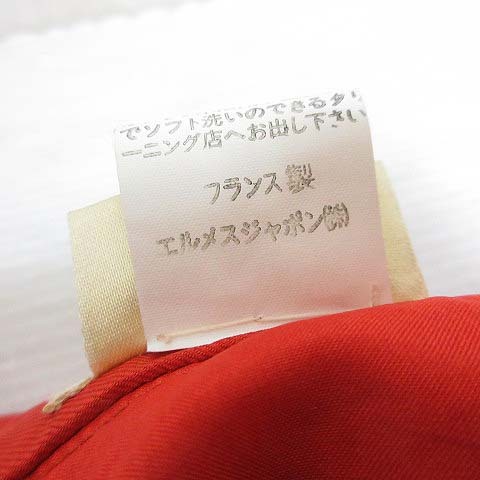 でソフト洗いのできるクリ
ーニング店へお出し下さい
フランス製
エルメスジャポン㈱